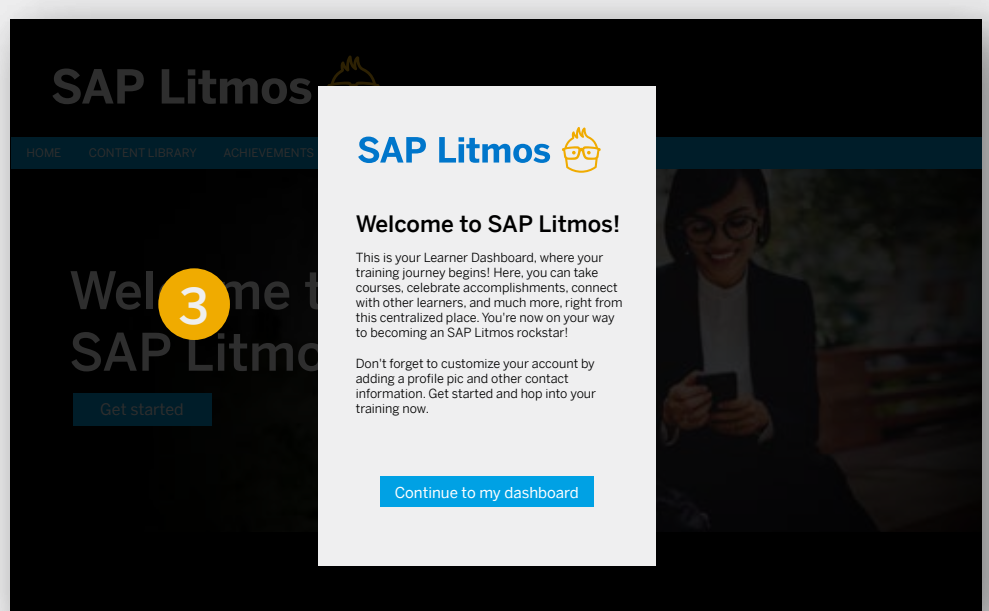 SAP Litmos
HOME CONTENT LIBRARY ACHIEVEMENTS
SAP Litmos
Welcome to SAP Litmos!
This is your Learner Dashboard, where your
training journey begins! Here, you can take
courses, celebrate accomplishments, connect
with other learners, and much more, right from
this centralized place. You're now on your way
to becoming an SAP Litmos rockstar!
Don't forget to customize your account by
adding a profile pic and other contact
information. Get started and hop into your
training now.
Continue to my dashboard
3
SAP
Get started